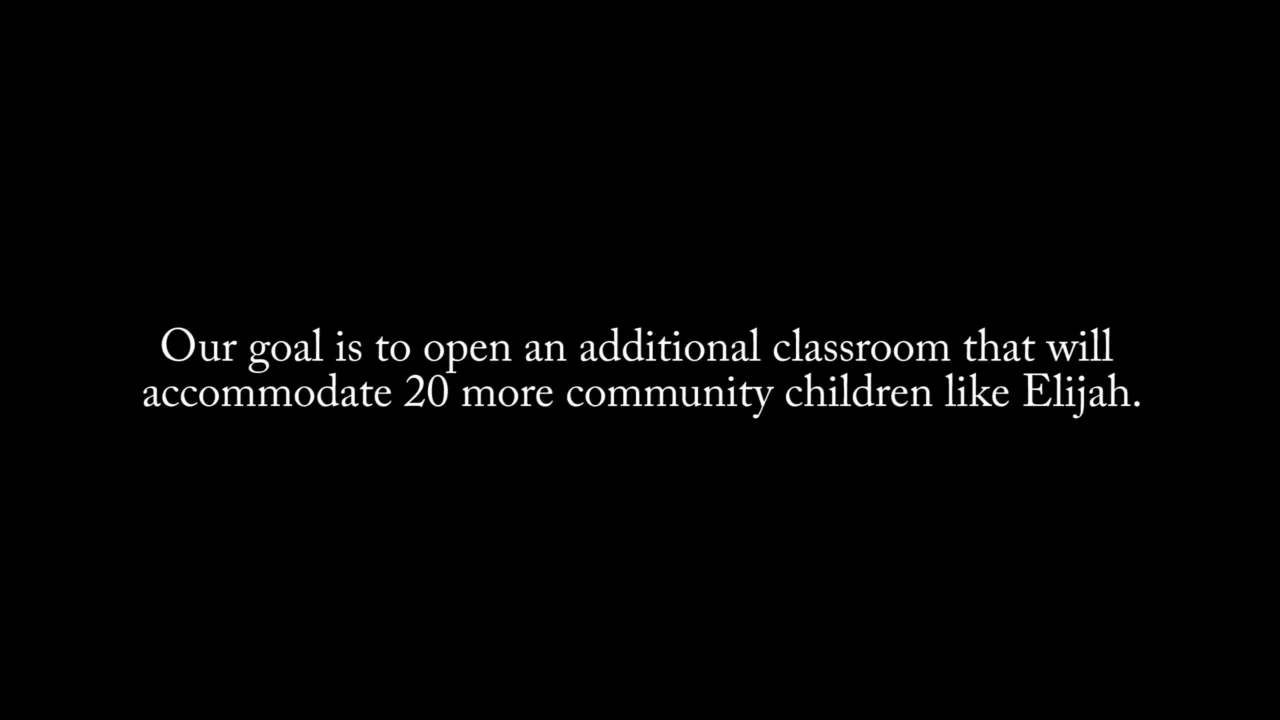 Our goal is to open an additional classroom that will
accommodate 20 more community children like Elijah.